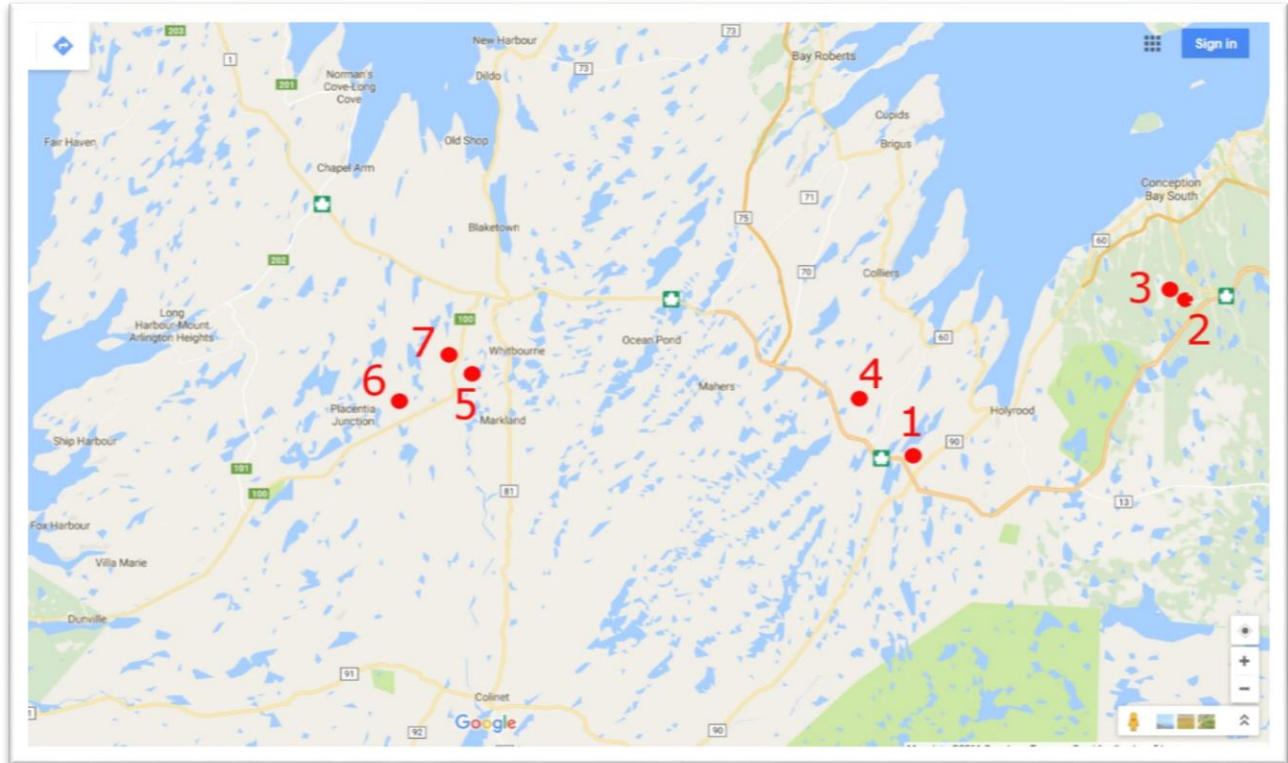 203
73
New Harbour
Bay Roberts
Sign in
1
Norman's
Cove-Long
Cove
Dildo
73
201
Cupids
Fair Haven
Old Shop
Brigus
Chapel Arm
Conception
Bay South
71
75
Blaketown
60
202
70
Colliers
3
2
Long
Harbour-Mount
Arlington Heights
100
7
Whitbourne
Ocean Pond
60
6
5
4
Mahers
Placentia
Junction
Markland
1
Holyrood
Ship Harbour
90
101
100
81
13
Fox Harbour
Villa Marie
Dunville
91
Colinet
Google
92
90